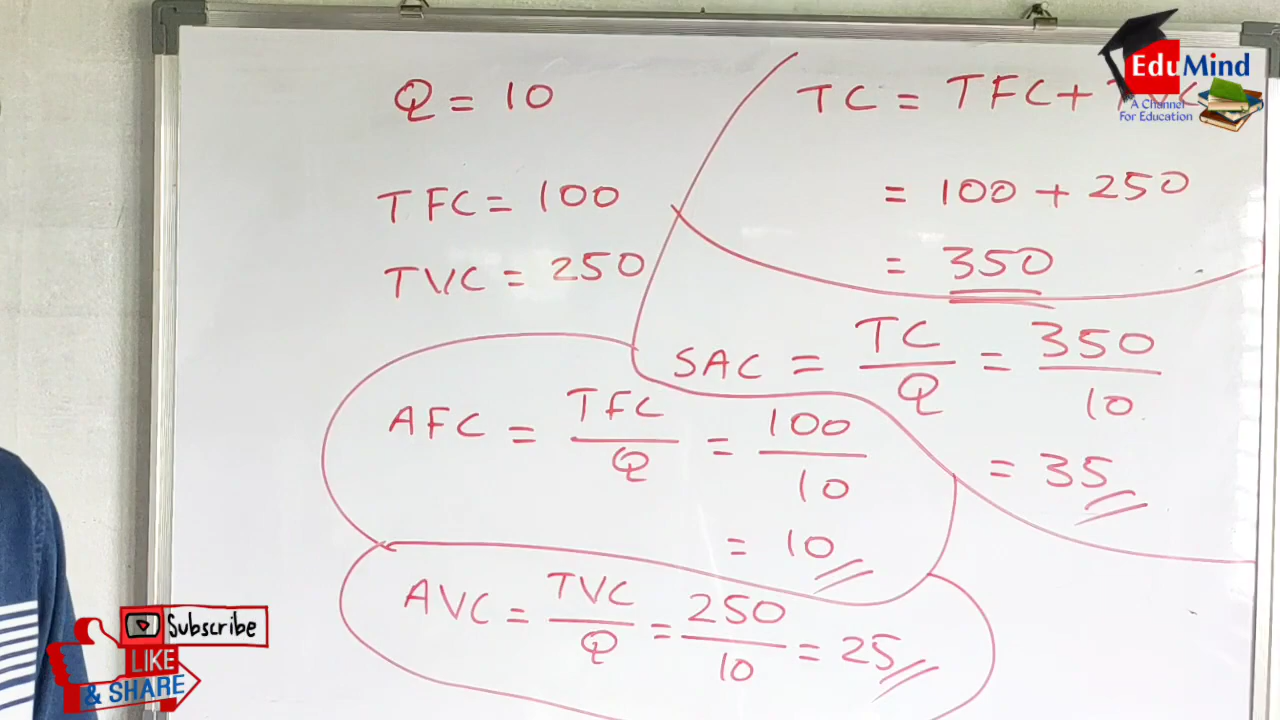 Q = 10
TFC = 100
TVC = 250
TC = TFC + TVC
= 100 + 250
= 350
SAC = TC/Q = 350/10
= 35
AFC = TFC/Q = 100/10
= 10
AVC = TVC/Q = 250/10 = 25
EduMind
A Channel
For Education
Subscribe
LIKE
& SHARE